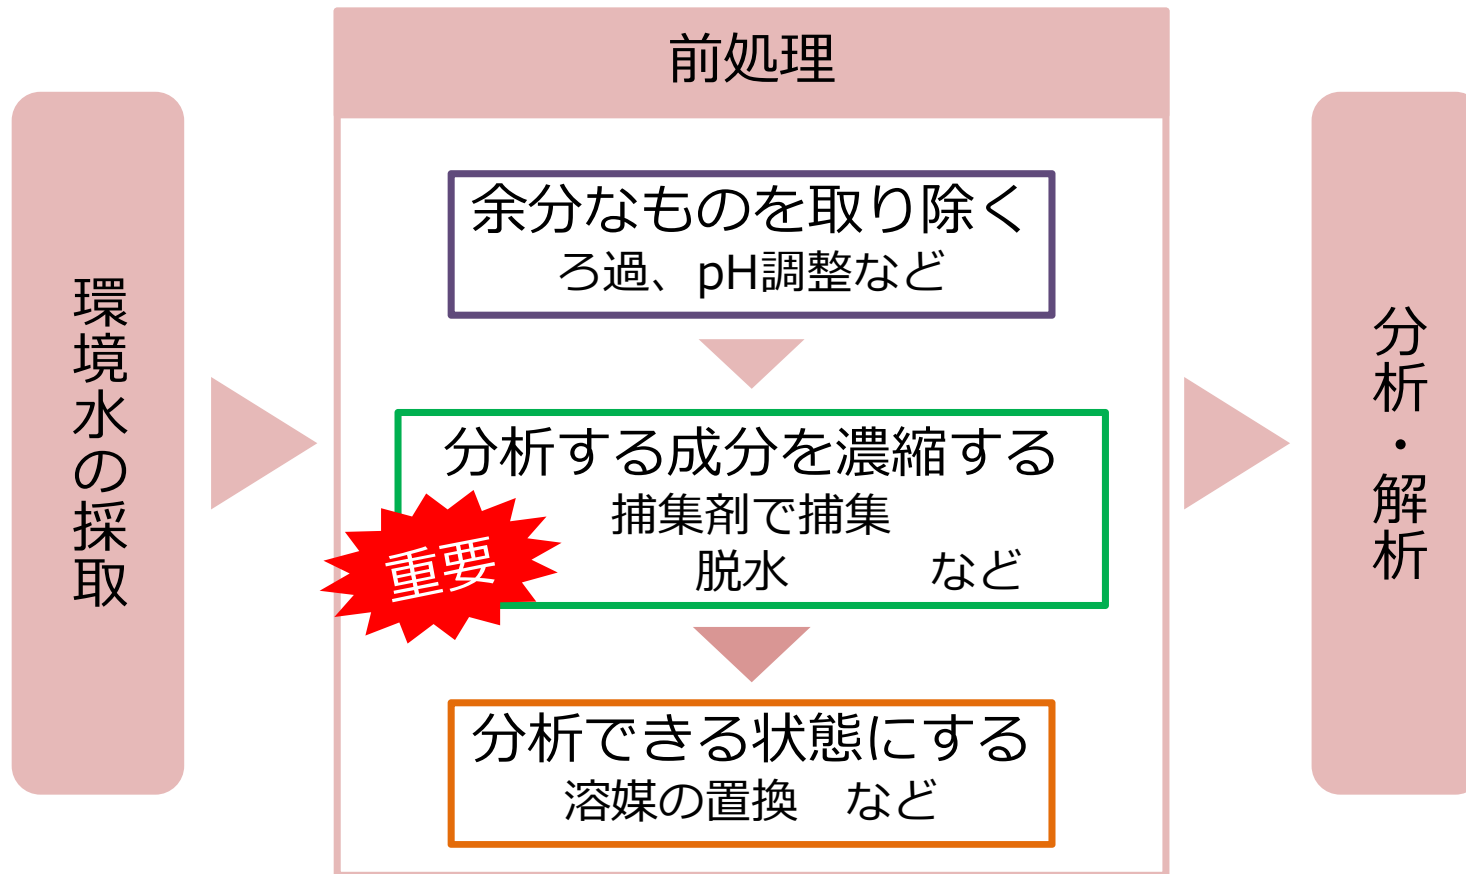 環境水の採取
前処理
余分なものを取り除く
ろ過、pH調整など
分析する成分を濃縮する
捕集剤で捕集
脱水　　　など
重要
分析できる状態にする
溶媒の置換　など
分析・解析